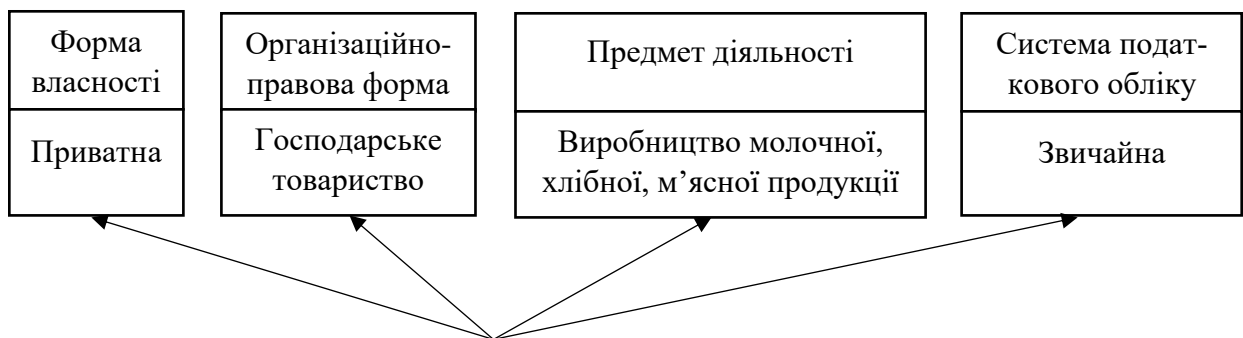 Форма
власності
Приватна
Організаційно-
правова форма
Господарське
товариство
Предмет діяльності
Виробництво молочної,
хлібної, м’ясної продукції
Система подат-
кового обліку
Звичайна